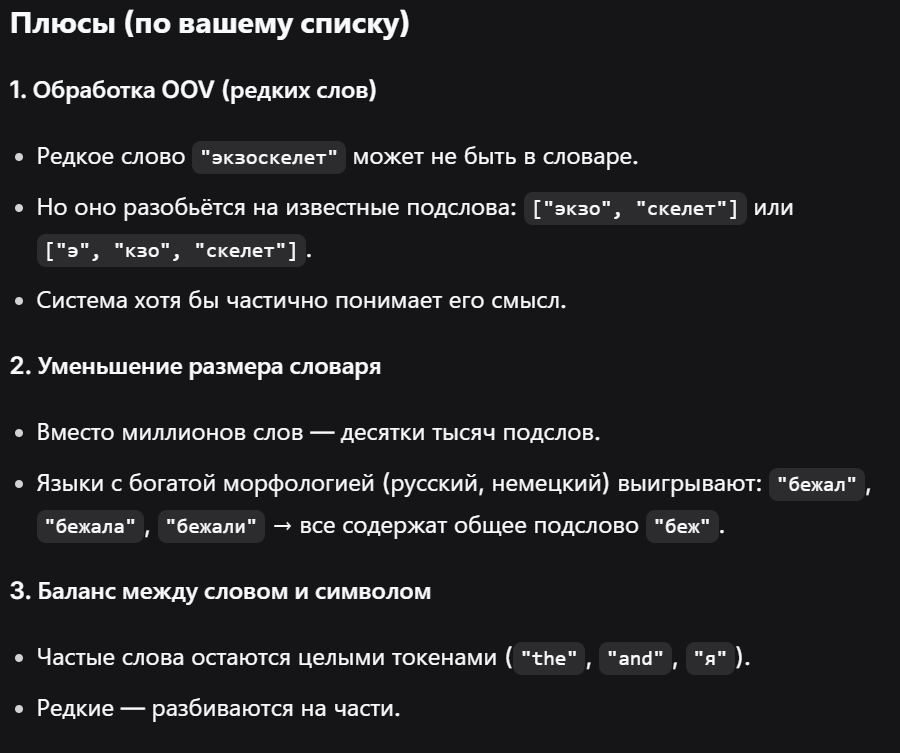 Плюсы (по вашему списку)
1. Обработка OOV (редких слов)
• Редкое слово "экзоскелет" может не быть в словаре.
• Но оно разобьётся на известные подслова: ["экзо", "скелет"] или
["э", "кзо", "скелет"].
• Система хотя бы частично понимает его смысл.
2. Уменьшение размера словаря
• Вместо миллионов слов — десятки тысяч подслов.
• Языки с богатой морфологией (русский, немецкий) выигрывают: "бежал",
"бежала", "бежали" → все содержат общее подслово "беж".
3. Баланс между словом и символом
• Частые слова остаются целыми токенами ("the", "and", "я").
• Редкие — разбиваются на части.